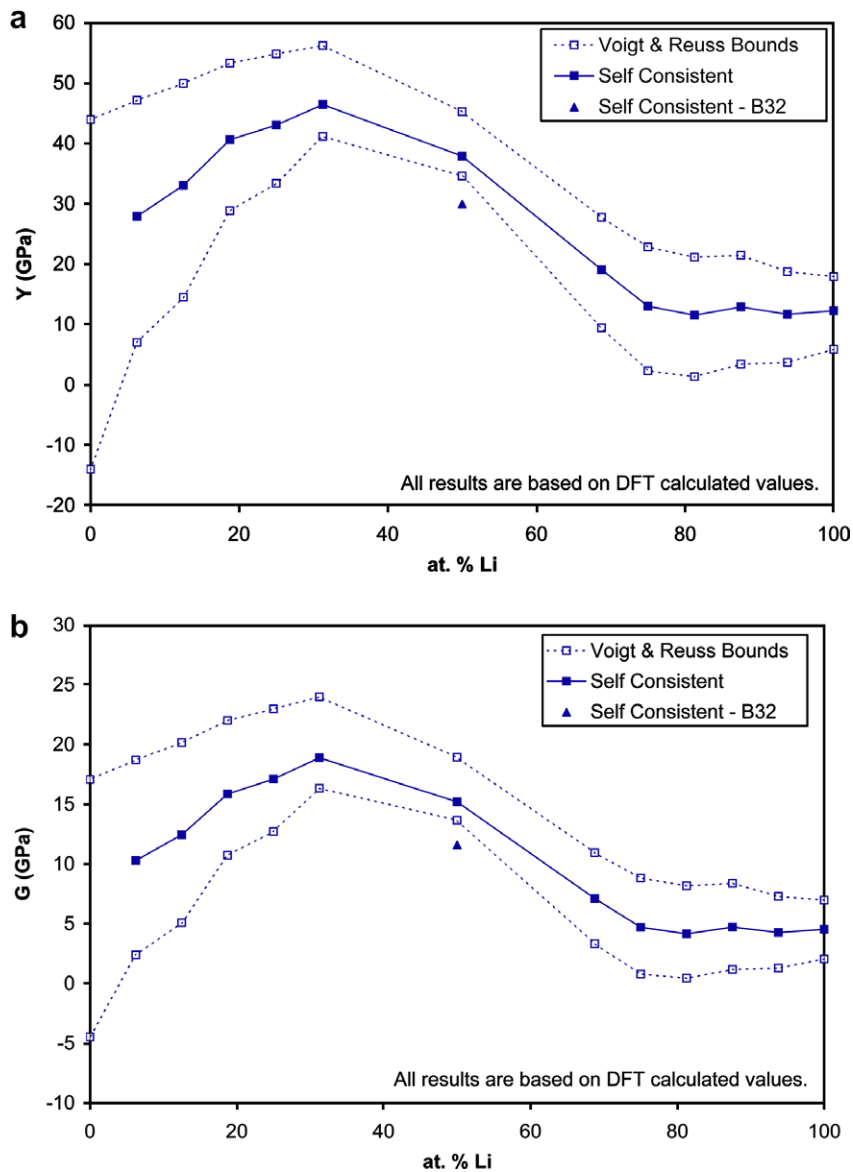 a
60
50
40
30
20
10
0
-10
-20
Y (GPa)
Voigt & Reuss Bounds
Self Consistent
Self Consistent - B32
All results are based on DFT calculated values.
0 20 40 60 80 100
at. % Li
b
30
25
20
15
10
5
0
-5
-10
G (GPa)
Voigt & Reuss Bounds
Self Consistent
Self Consistent - B32
All results are based on DFT calculated values.
0 20 40 60 80 100
at. % Li